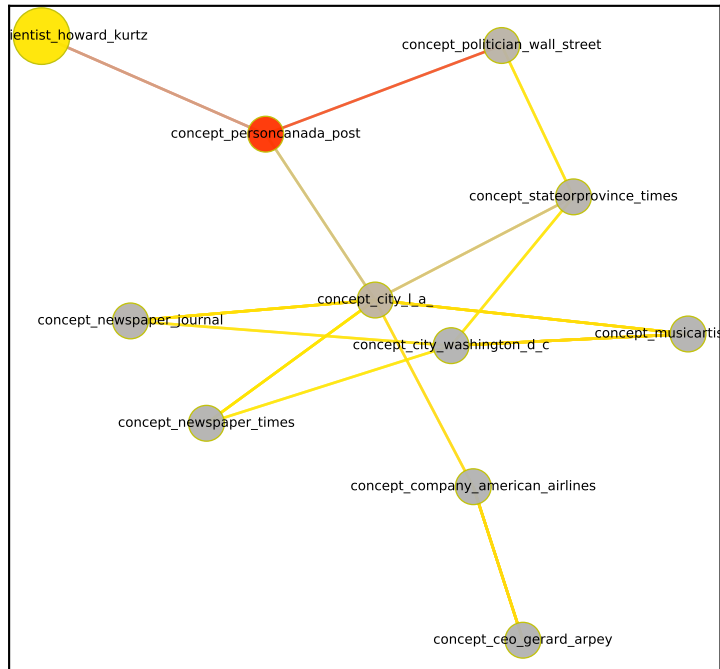 ientist_howard_kurtz
concept_politician_wall_street
concept_personcanada_post
concept_stateorprovince_times
concept_city_l_a_
concept_newspaper_journal
concept_musicartis
concept_city_washington_d_c
concept_newspaper_times
concept_company_american_airlines
concept_ceo_gerard_arpey